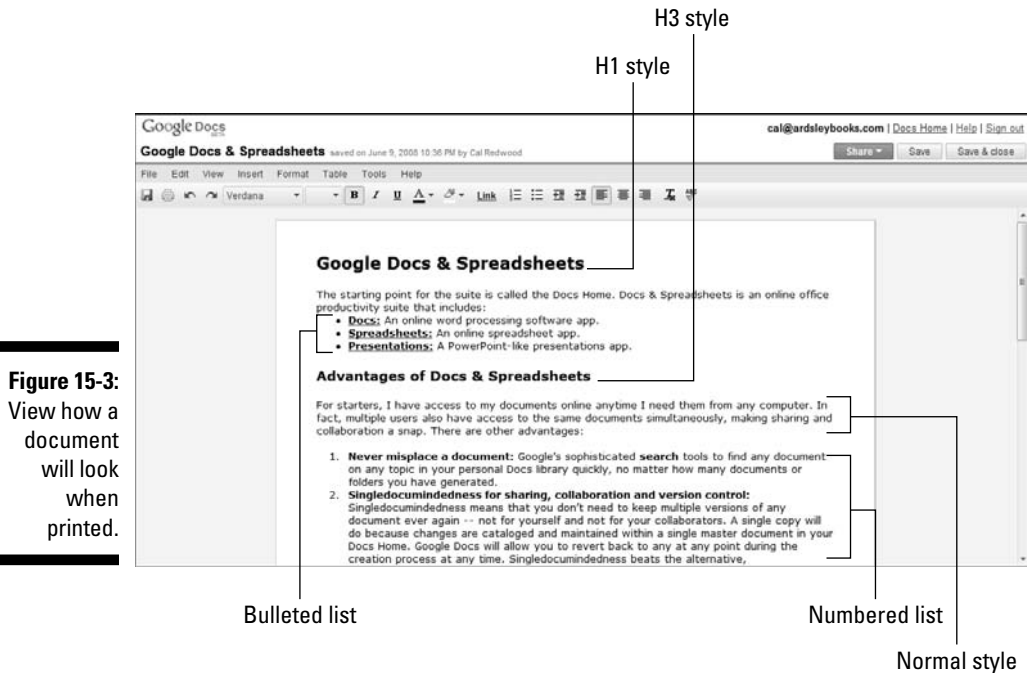 H3 style
H1 style
Google Docs
BETA
cal@ardsleybooks.com | Docs Home | Help | Sign out
Google Docs & Spreadsheets saved on June 9, 2008 10:36 PM by Cal Redwood
Share Save Save & close
File Edit View Insert Format Table Tools Help
Verdana B I U A Link
Google Docs & Spreadsheets
The starting point for the suite is called the Docs Home. Docs & Spreadsheets is an online office
productivity suite that includes:
• Docs: An online word processing software app.
• Spreadsheets: An online spreadsheet app.
• Presentations: A PowerPoint-like presentations app.
Advantages of Docs & Spreadsheets
For starters, I have access to my documents online anytime I need them from any computer. In
fact, multiple users also have access to the same documents simultaneously, making sharing and
collaboration a snap. There are other advantages:
1. Never misplace a document: Google's sophisticated search tools to find any document
on any topic in your personal Docs library quickly, no matter how many documents or
folders you have generated.
2. Singledocumindedness for sharing, collaboration and version control:
Singledocumindedness means that you don't need to keep multiple versions of any
document ever again -- not for yourself and not for your collaborators. A single copy will
do because changes are cataloged and maintained within a single master document in your
Docs Home. Google Docs will allow you to revert back to any at any point during the
creation process at any time. Singledocumindedness beats the alternative,
Figure 15-3:
View how a
document
will look
when
printed.
Bulleted list
Numbered list
Normal style